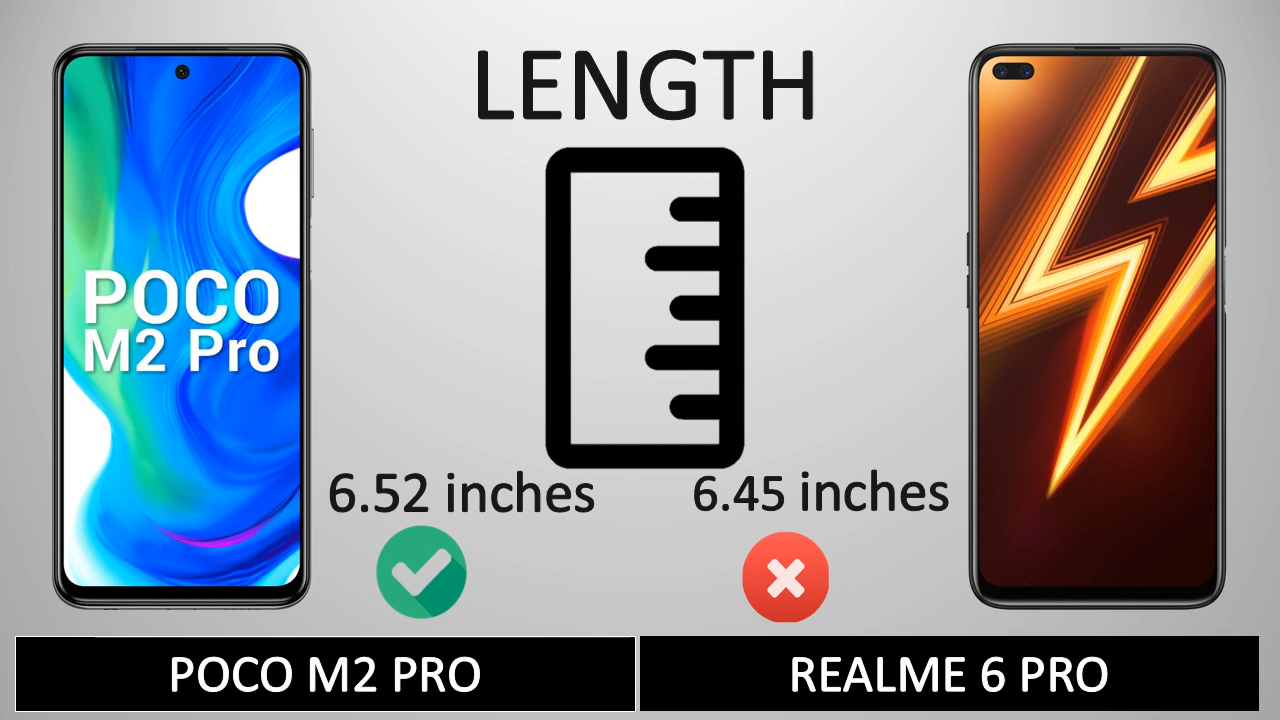 LENGTH
POCO
M2 Pro
6.52 inches
6.45 inches
POCO M2 PRO
REALME 6 PRO